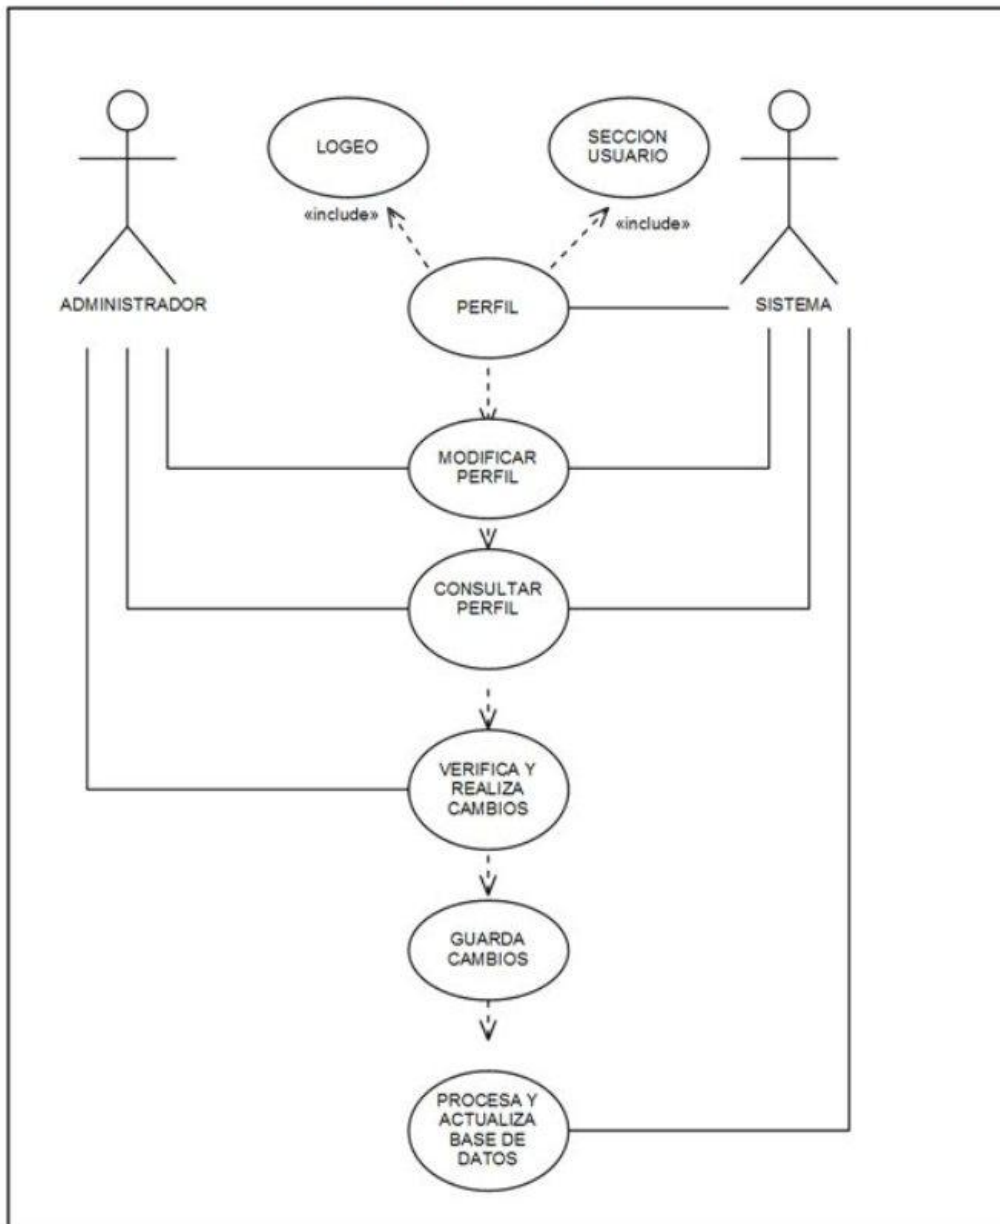 LOGEO
SECCION
USUARIO
«include»
«include»
ADMINISTRADOR
PERFIL
SISTEMA
MODIFICAR
PERFIL
CONSULTAR
PERFIL
VERIFICA Y
REALIZA
CAMBIOS
GUARDA
CAMBIOS
PROCESA Y
ACTUALIZA
BASE DE
DATOS